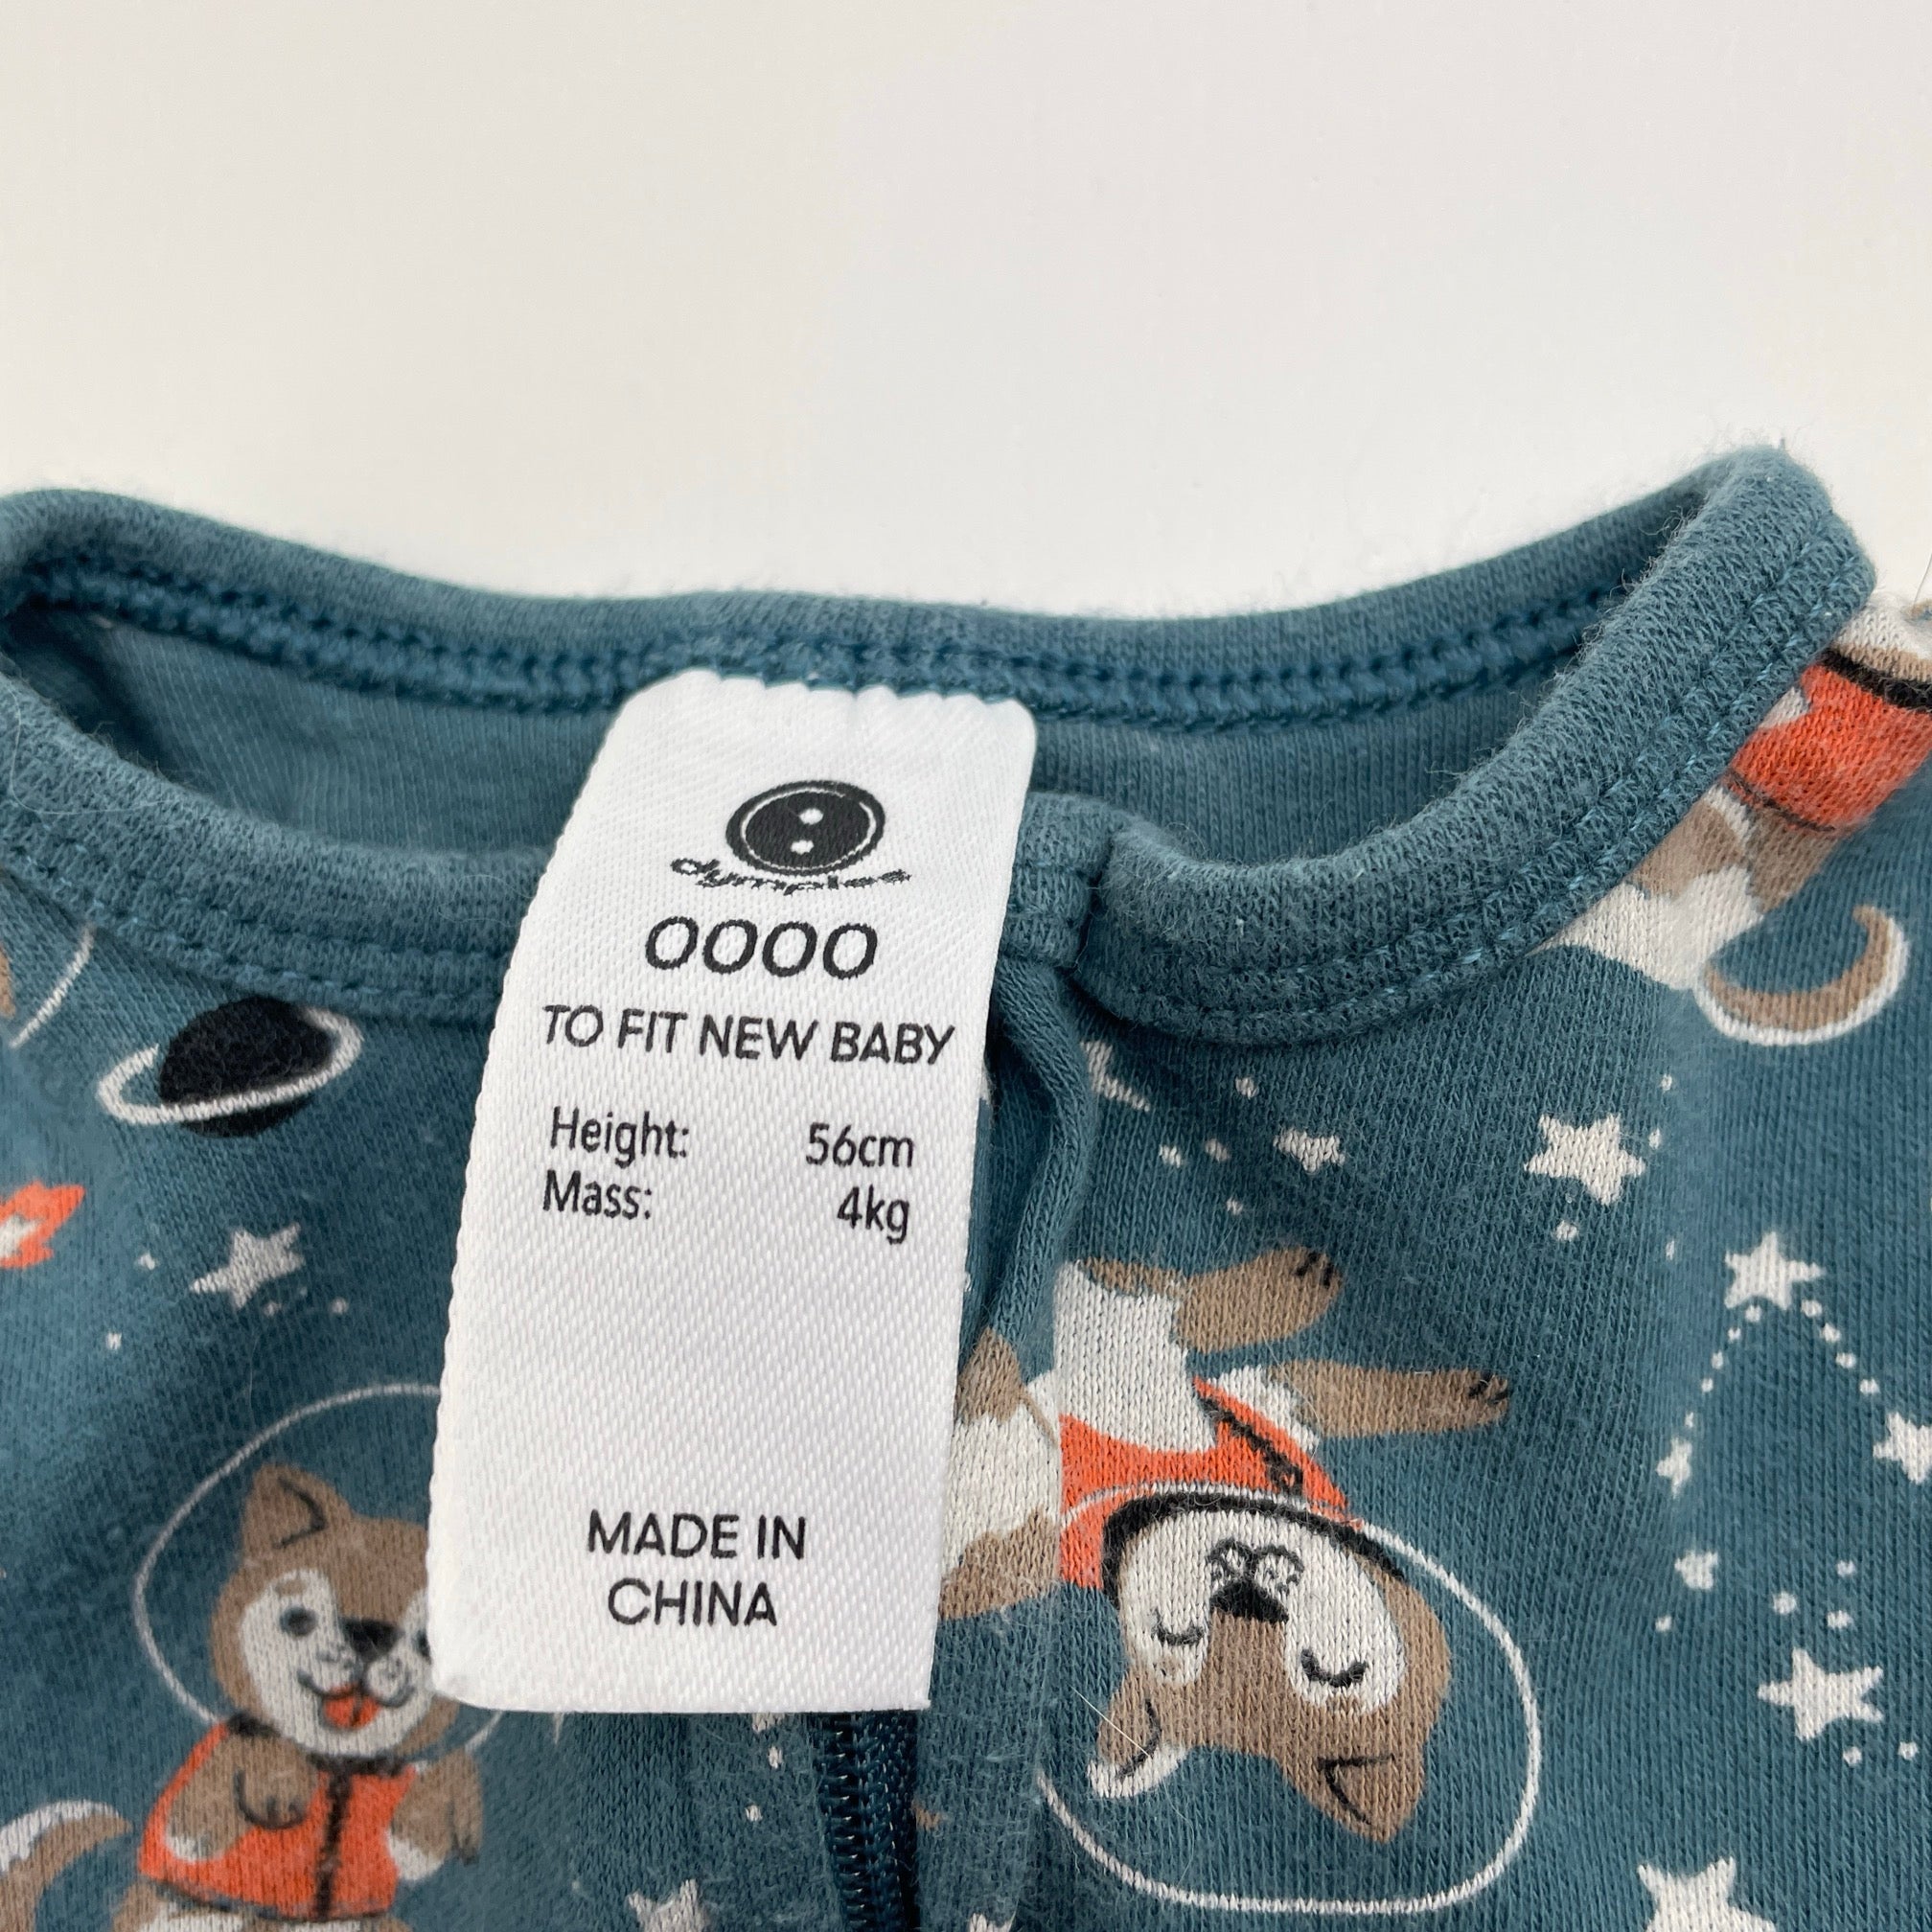 dymples
0000
TO FIT NEW BABY
Height: 56cm
Mass: 4kg
MADE IN
CHINA